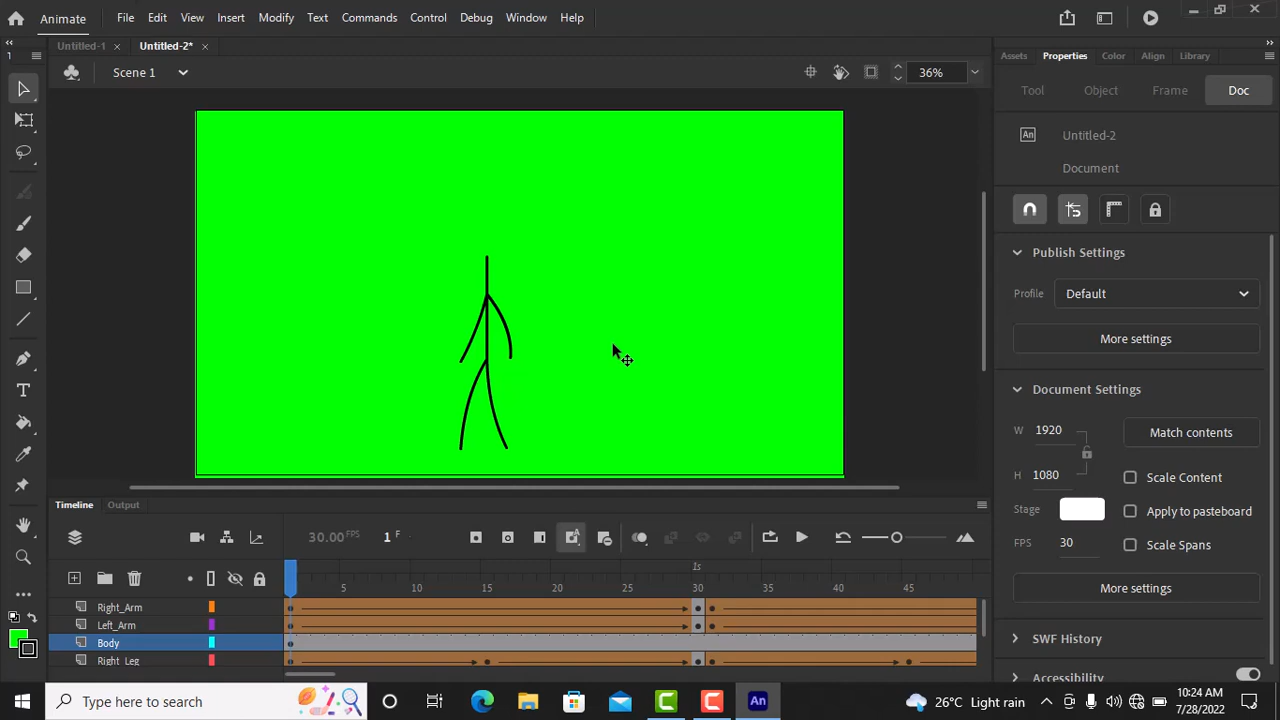 Animate File Edit View Insert Modify Text Commands Control Debug Window Help
Untitled-1 × Untitled-2* ×
1 Assets Properties Color Align Library
Scene 1 36%
Tool Object Frame Doc
An Untitled-2
Document
Publish Settings
Profile Default
More settings
Document Settings
W 1920 Match contents
H 1080 Scale Content
Stage Apply to pasteboard
FPS 30 Scale Spans
More settings
SWF History
Accessibility
Timeline Output
30.00 FPS 1 F
1s
5 10 15 20 25 30 35 40 45
Right_Arm
Left_Arm
Body
Right_Leg
Type here to search An 26°C Light rain 10:24 AM
7/28/2022